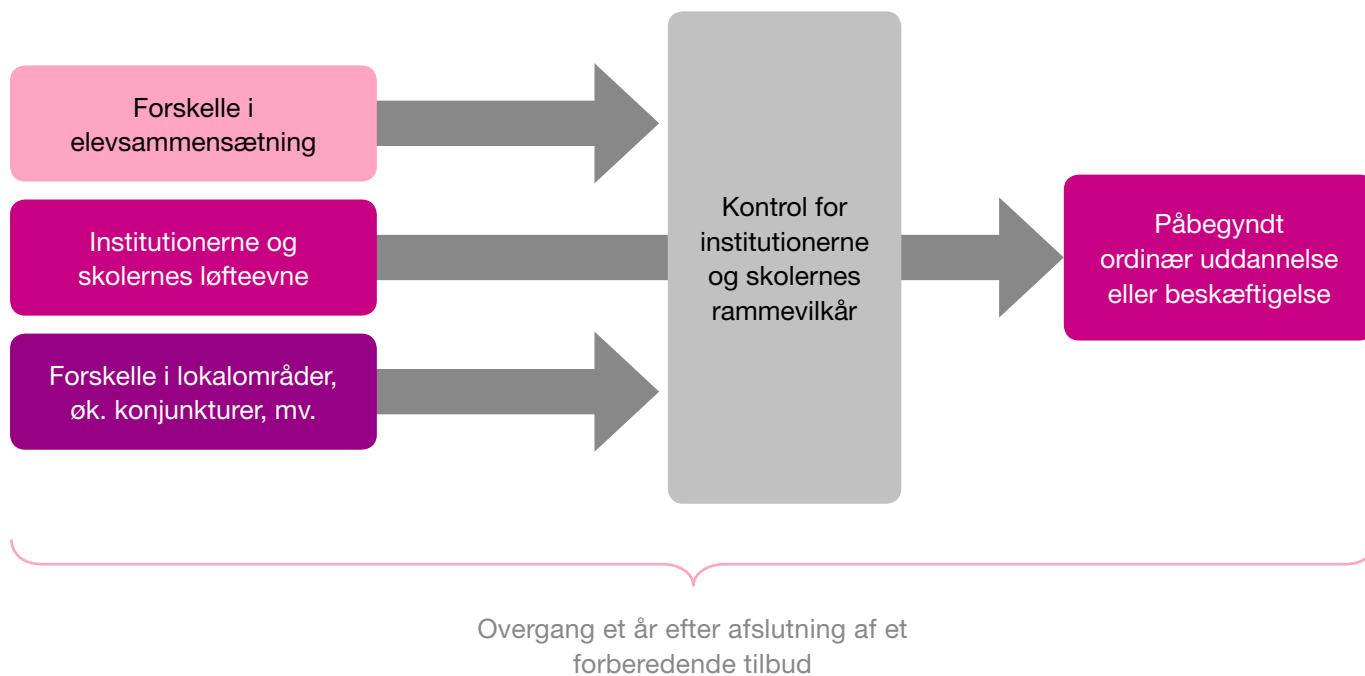 Forskelle i
elevsammensætning
Institutionerne og
skolernes løfteevne
Forskelle i lokalområder,
øk. konjunkturer, mv.
Kontrol for
institutionerne
og skolernes
rammevilkår
Påbegyndt
ordinær uddannelse
eller beskæftigelse
Overgang et år efter afslutning af et
forberedende tilbud